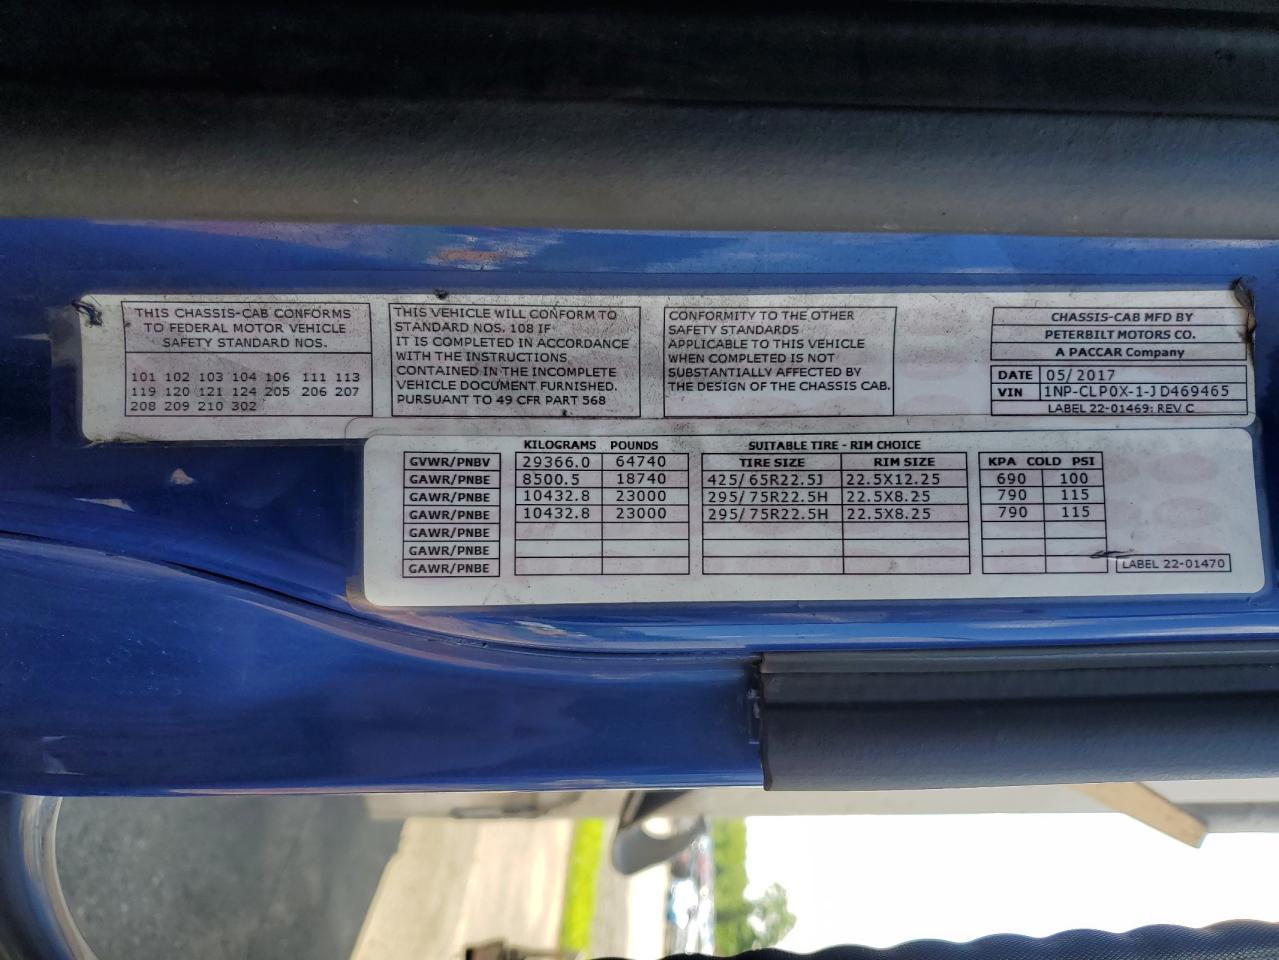 THIS CHASSIS-CAB CONFORMS
TO FEDERAL MOTOR VEHICLE
SAFETY STANDARD NOS.
101 102 103 104 106 111 113
119 120 121 124 205 206 207
208 209 210 302
THIS VEHICLE WILL CONFORM TO
STANDARD NOS. 108 IF
IT IS COMPLETED IN ACCORDANCE
WITH THE INSTRUCTIONS
CONTAINED IN THE INCOMPLETE
VEHICLE DOCUMENT FURNISHED.
PURSUANT TO 49 CFR PART 568
CONFORMITY TO THE OTHER
SAFETY STANDARDS
APPLICABLE TO THIS VEHICLE
WHEN COMPLETED IS NOT
SUBSTANTIALLY AFFECTED BY
THE DESIGN OF THE CHASSIS CAB.
CHASSIS-CAB MFD BY
PETERBILT MOTORS CO.
A PACCAR Company
DATE 05/2017
VIN 1NP-CLP0X-1-JD469465
LABEL 22-01469: REV C
KILOGRAMS POUNDS SUITABLE TIRE - RIM CHOICE
GVWR/PNBV 29366.0 64740 TIRE SIZE RIM SIZE KPA COLD PSI
GAWR/PNBE 8500.5 18740 425/65R22.5J 22.5X12.25 690 100
GAWR/PNBE 10432.8 23000 295/75R22.5H 22.5X8.25 790 115
GAWR/PNBE 10432.8 23000 295/75R22.5H 22.5X8.25 790 115
GAWR/PNBE
GAWR/PNBE
GAWR/PNBE
LABEL 22-01470